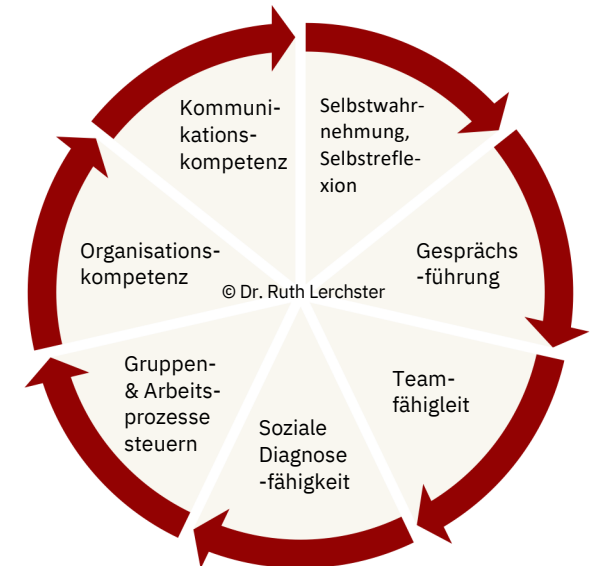 Kommuni-
kations-
kompetenz
Selbstwahr-
nehmung,
Selbstrefle-
xion
Gesprächs
-führung
Team-
fähigleit
Soziale
Diagnose
-fähigkeit
Gruppen-
& Arbeits-
prozesse
steuern
Organisations-
kompetenz
© Dr. Ruth Lerchster